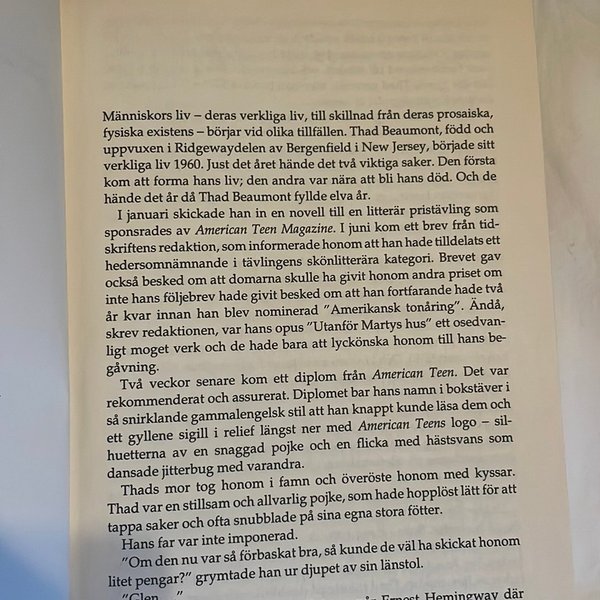 Människors liv – deras verkliga liv, till skillnad från deras prosaiska,
fysiska existens – börjar vid olika tillfällen. Thad Beaumont, född och
uppvuxen i Ridgewaydelen av Bergenfield i New Jersey, började sitt
verkliga liv 1960. Just det året hände det två viktiga saker. Den första
kom att forma hans liv; den andra var nära att bli hans död. Och de
hände det år då Thad Beaumont fyllde elva år.
I januari skickade han in en novell till en litterär pristävling som
sponsrades av American Teen Magazine. I juni kom ett brev från tid-
skriftens redaktion, som informerade honom att han hade tilldelats ett
hedersomnämnande i tävlingens skönlitterära kategori. Brevet gav
också besked om att domarna skulle ha givit honom andra priset om
inte hans följebrev hade givit besked om att han fortfarande hade två
år kvar innan han blev nominerad ”Amerikansk tonåring”. Ändå,
skrev redaktionen, var hans opus ”Utanför Martys hus” ett osedvan-
ligt moget verk och de hade bara att lyckönska honom till hans be-
gåvning.
Två veckor senare kom ett diplom från American Teen. Det var
rekommenderat och assurerat. Diplomet bar hans namn i bokstäver i
så snirklande gammalengelsk stil att han knappt kunde läsa dem och
ett gyllene sigill i relief längst ner med American Teens logo – sil-
huetterna av en snaggad pojke och en flicka med hästsvans som
dansade jitterbug med varandra.
Thads mor tog honom i famn och överöste honom med kyssar.
Thad var en stillsam och allvarlig pojke, som hade hopplöst lätt för att
tappa saker och ofta snubblade på sina egna stora fötter.
Hans far var inte imponerad.
”Om den nu var så förbaskat bra, så kunde de väl ha skickat honom
litet pengar?” grymtade han ur djupet av sin länstol.
”Glen ...”
Ernest Hemingway där